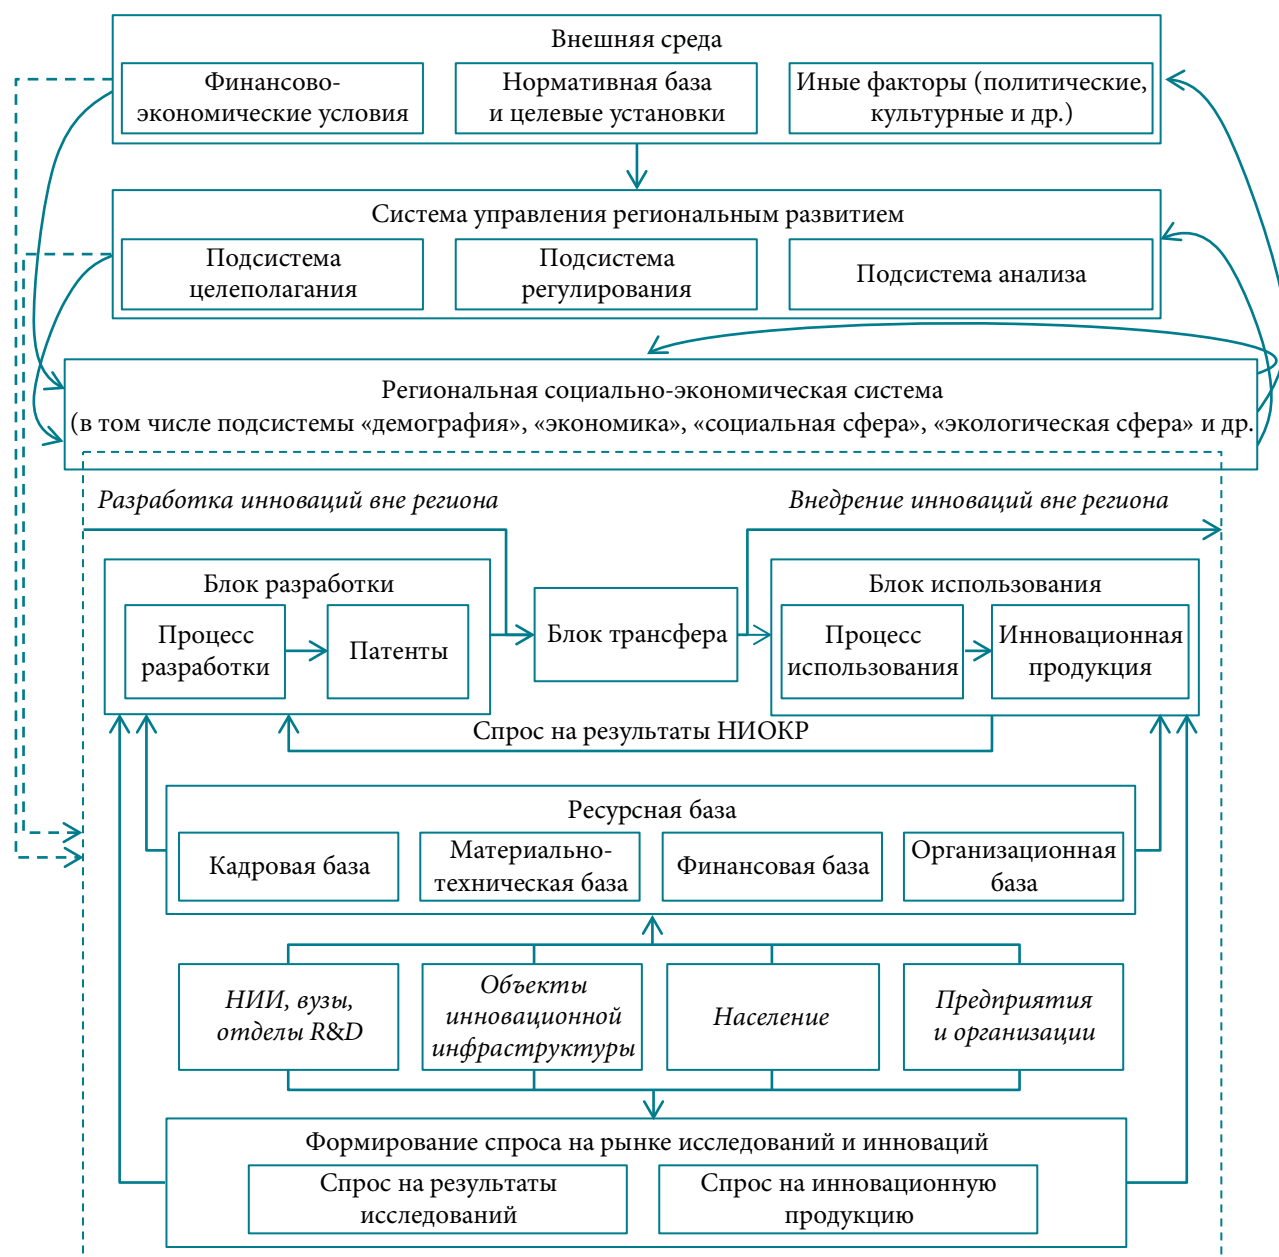 Внешняя среда
Финансово-
экономические условия
Нормативная база
и целевые установки
Иные факторы (политические,
культурные и др.)
Система управления региональным развитием
Подсистема
целеполагания
Подсистема
регулирования
Подсистема анализа
Региональная социально-экономическая система
(в том числе подсистемы «демография», «экономика», «социальная сфера», «экологическая сфера» и др.
Разработка инноваций вне региона
Внедрение инноваций вне региона
Блок разработки
Процесс
разработки
Патенты
Блок трансфера
Блок использования
Процесс
использования
Инновационная
продукция
Спрос на результаты НИОКР
Ресурсная база
Кадровая база
Материально-
техническая база
Финансовая база
Организационная
база
НИИ, вузы,
отделы R&D
Объекты
инновационной
инфраструктуры
Население
Предприятия
и организации
Формирование спроса на рынке исследований и инноваций
Спрос на результаты
исследований
Спрос на инновационную
продукцию